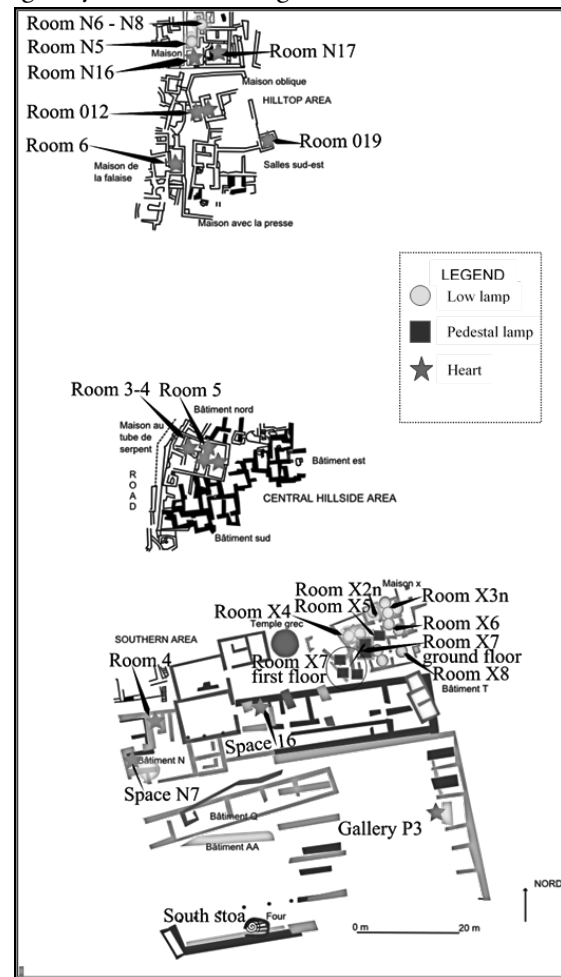 Room N6 - N8
Room N5
Maison
Room N17
Room N16
Maison oblique
Room 012
HILLTOP AREA
Room 6
Room 019
Maison de
la falaise
Salles sud-est
Maison avec la presse
LEGEND
Low lamp
Pedestal lamp
Heart
Room 3-4
Room 5
Bâtiment nord
Maison au
tube de
serpent
Bâtiment est
R
O
A
D
CENTRAL HILLSIDE AREA
Bâtiment sud
Maison x
Room X2n
Room X3n
Room X5
Room X4
Room X6
Temple grec
SOUTHERN AREA
Room X7
ground floor
Room 4
Room X7
first floor
Room X8
Bâtiment T
Space 16
Bâtiment N
Space N7
Bâtiment Q
Gallery P3
Bâtiment AA
NORD
South stoa
Four
0 m
20 m